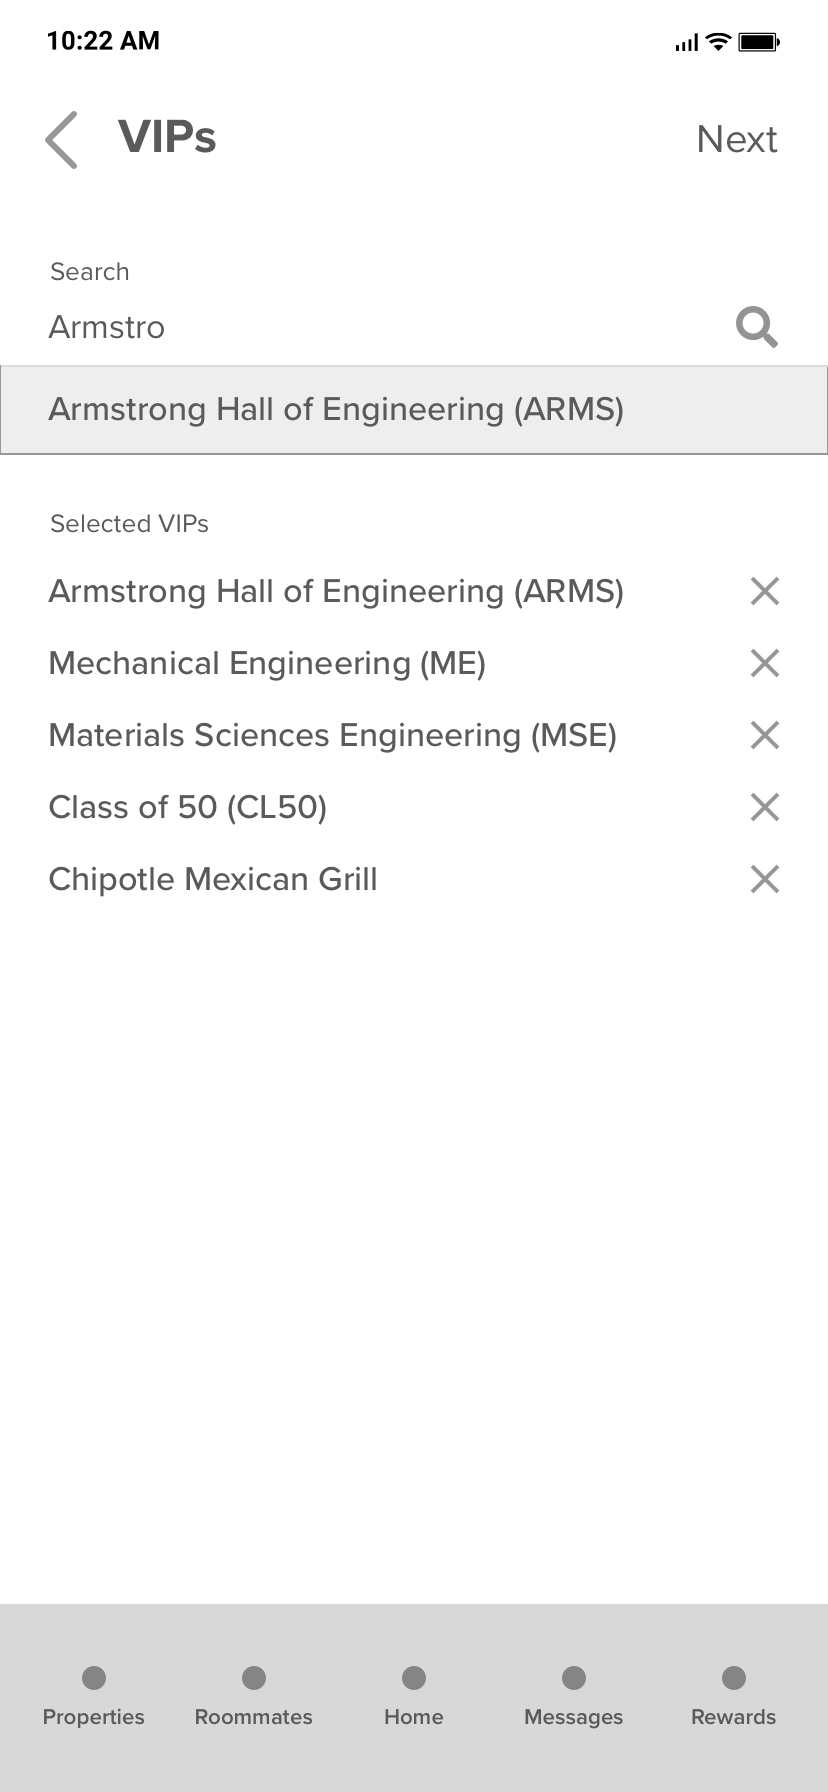 10:22 AM
VIPs
Next
Search
Armstro
Armstrong Hall of Engineering (ARMS)
Selected VIPs
Armstrong Hall of Engineering (ARMS)
Mechanical Engineering (ME)
Materials Sciences Engineering (MSE)
Class of 50 (CL50)
Chipotle Mexican Grill
Properties
Roommates
Home
Messages
Rewards